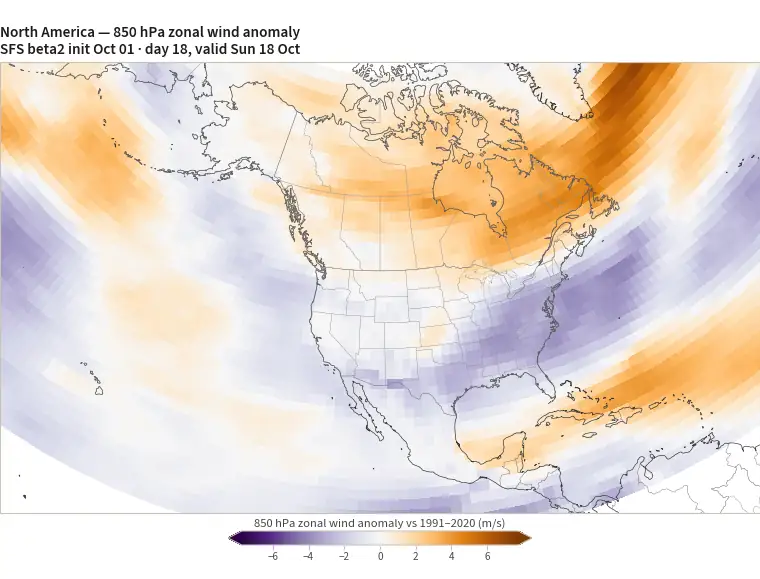 North America — 850 hPa zonal wind anomaly
SFS beta2 init Oct 01 · day 18, valid Sun 18 Oct
850 hPa zonal wind anomaly vs 1991–2020 (m/s)
−6 −4 −2 0 2 4 6